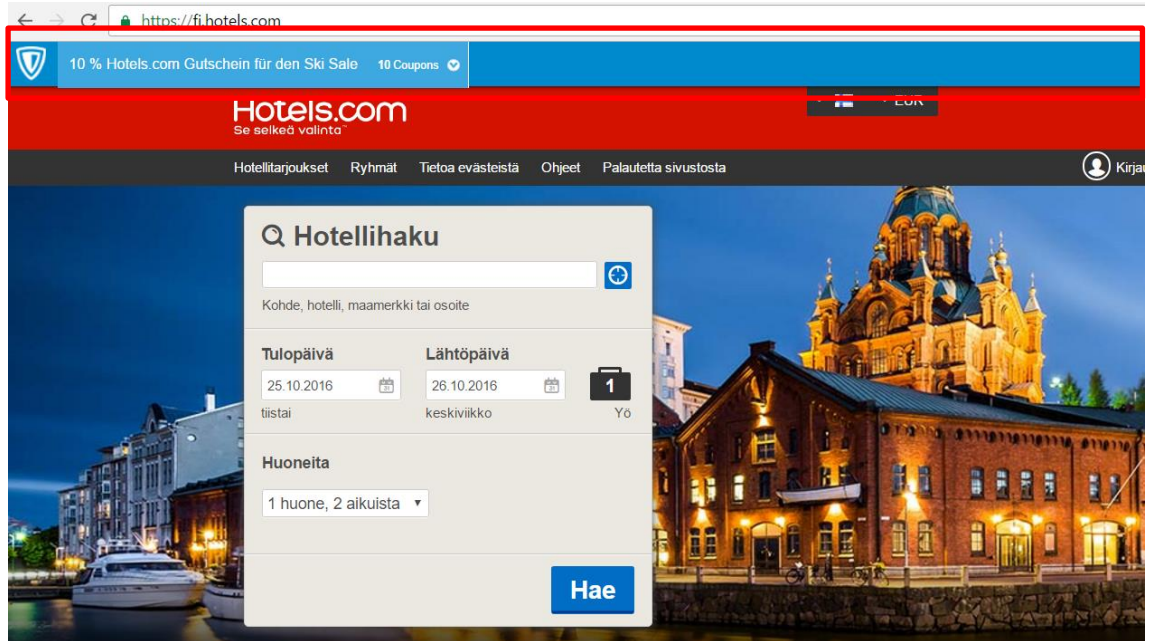 https://fi.hotels.com
10 % Hotels.com Gutschein für den Ski Sale 10 Coupons
Hotels.com
Se selkeä valinta™
EUR
Hotellitarjoukset Ryhmät Tietoa evästeistä Ohjeet Palautetta sivustosta
Hotellihaku
Kohde, hotelli, maamerkki tai osoite
Tulopäivä Lähtöpäivä
25.10.2016 26.10.2016 1
tiistai keskiviikko Yö
Huoneita
1 huone, 2 aikuista
Hae